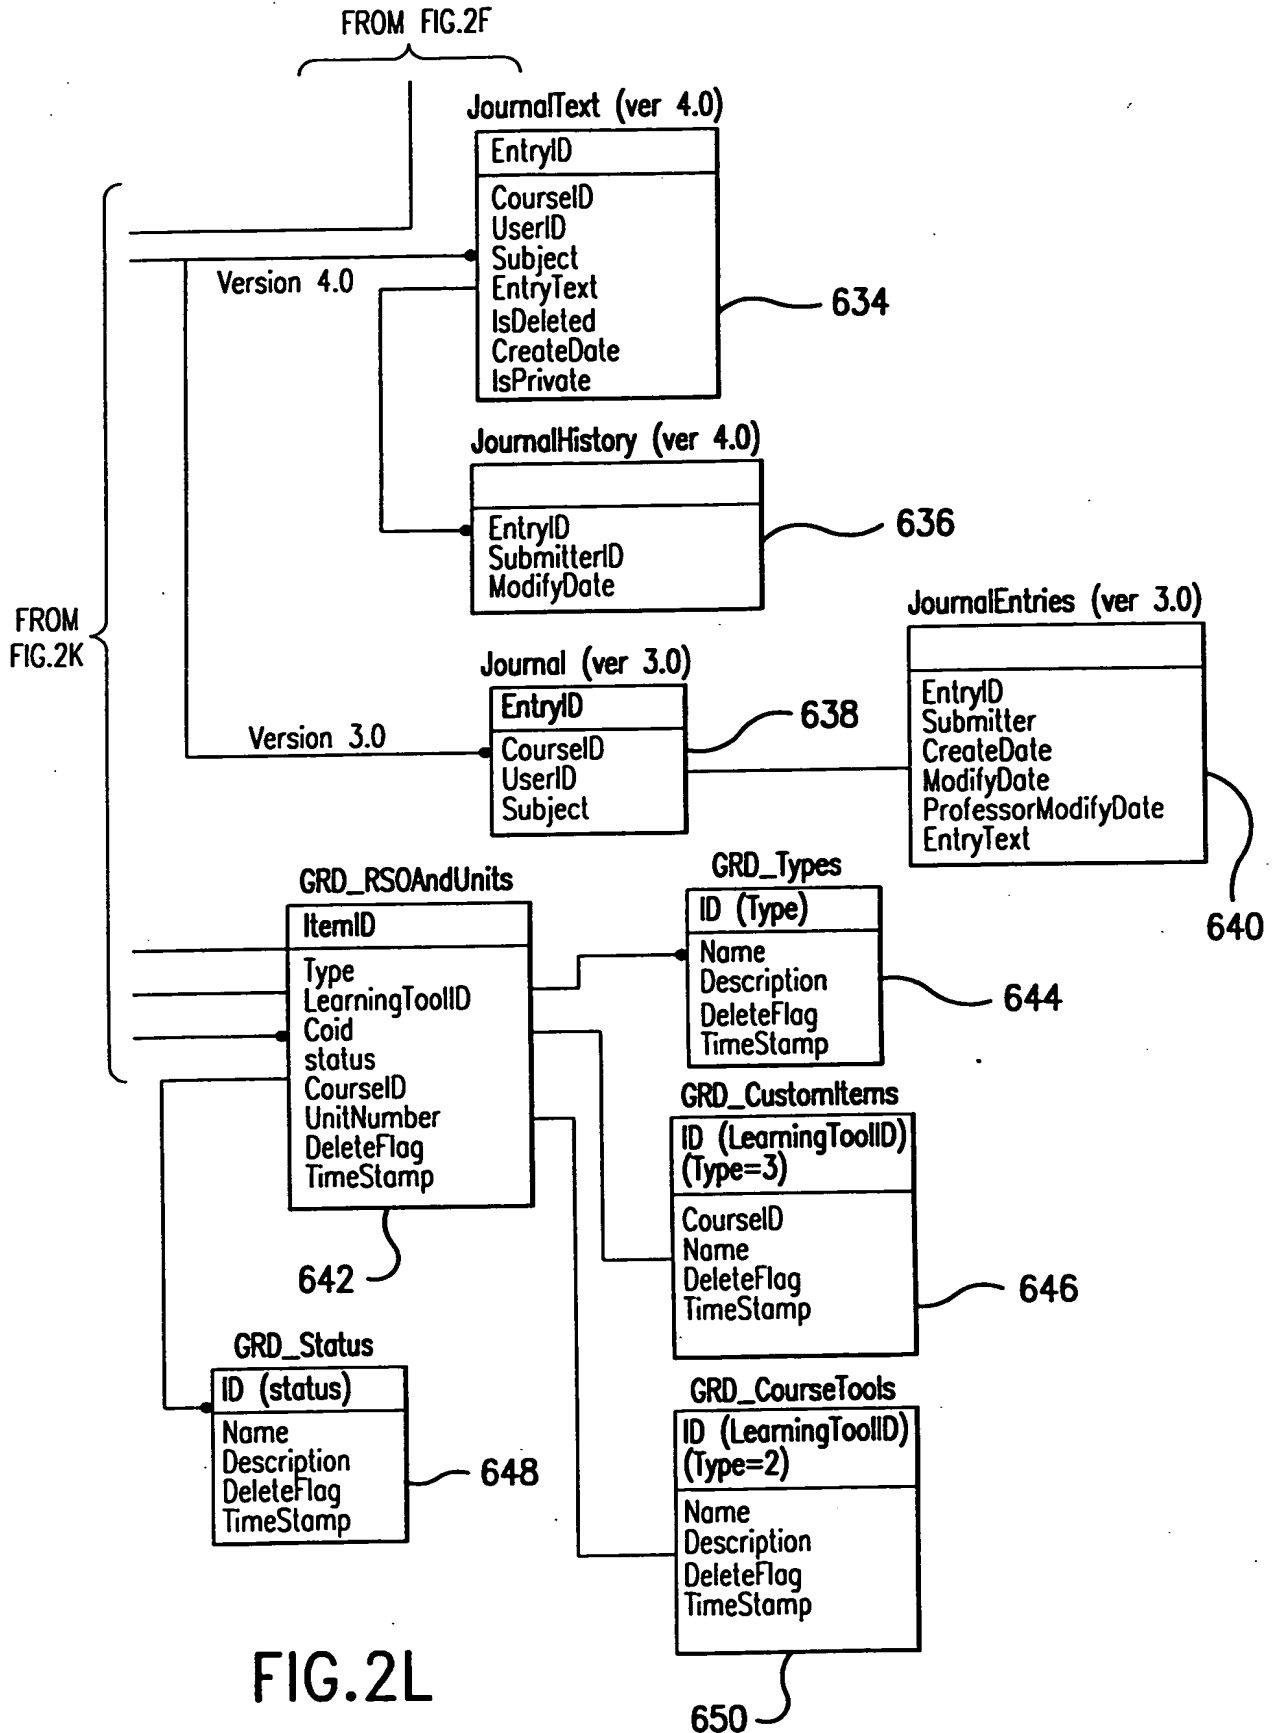 FROM FIG.2F
JournalText (ver 4.0)
EntryID
CourseID
UserID
Subject
EntryText
IsDeleted
CreateDate
IsPrivate
Version 4.0
634
JournalHistory (ver 4.0)
EntryID
SubmitterID
ModifyDate
636
FROM
FIG.2K
JournalEntries (ver 3.0)
EntryID
Submitter
CreateDate
ModifyDate
ProfessorModifyDate
EntryText
640
Journal (ver 3.0)
EntryID
CourseID
UserID
Subject
638
Version 3.0
GRD_RSOAndUnits
ItemID
Type
LearningToolID
Coid
status
CourseID
UnitNumber
DeleteFlag
TimeStamp
642
GRD_Types
ID (Type)
Name
Description
DeleteFlag
TimeStamp
644
GRD_CustomItems
ID (LearningToolID)
(Type=3)
CourseID
Name
DeleteFlag
TimeStamp
646
GRD_Status
ID (status)
Name
Description
DeleteFlag
TimeStamp
648
GRD_CourseTools
ID (LearningToolID)
(Type=2)
Name
Description
DeleteFlag
TimeStamp
650
FIG.2L